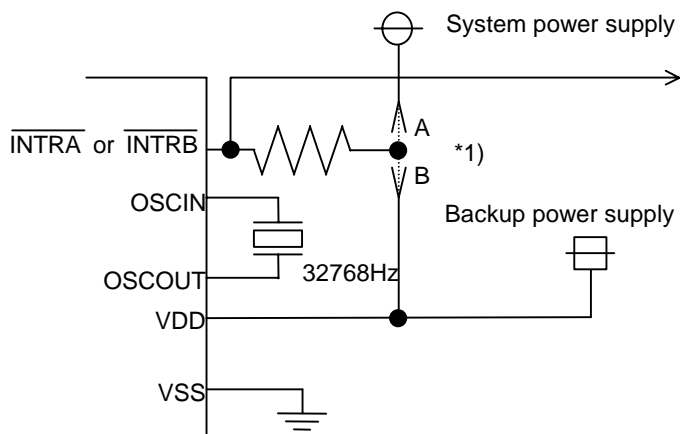 System power supply
A
INTRA or INTRB
*1)
B
OSCIN
Backup power supply
OSCOUT
32768Hz
VDD
VSS